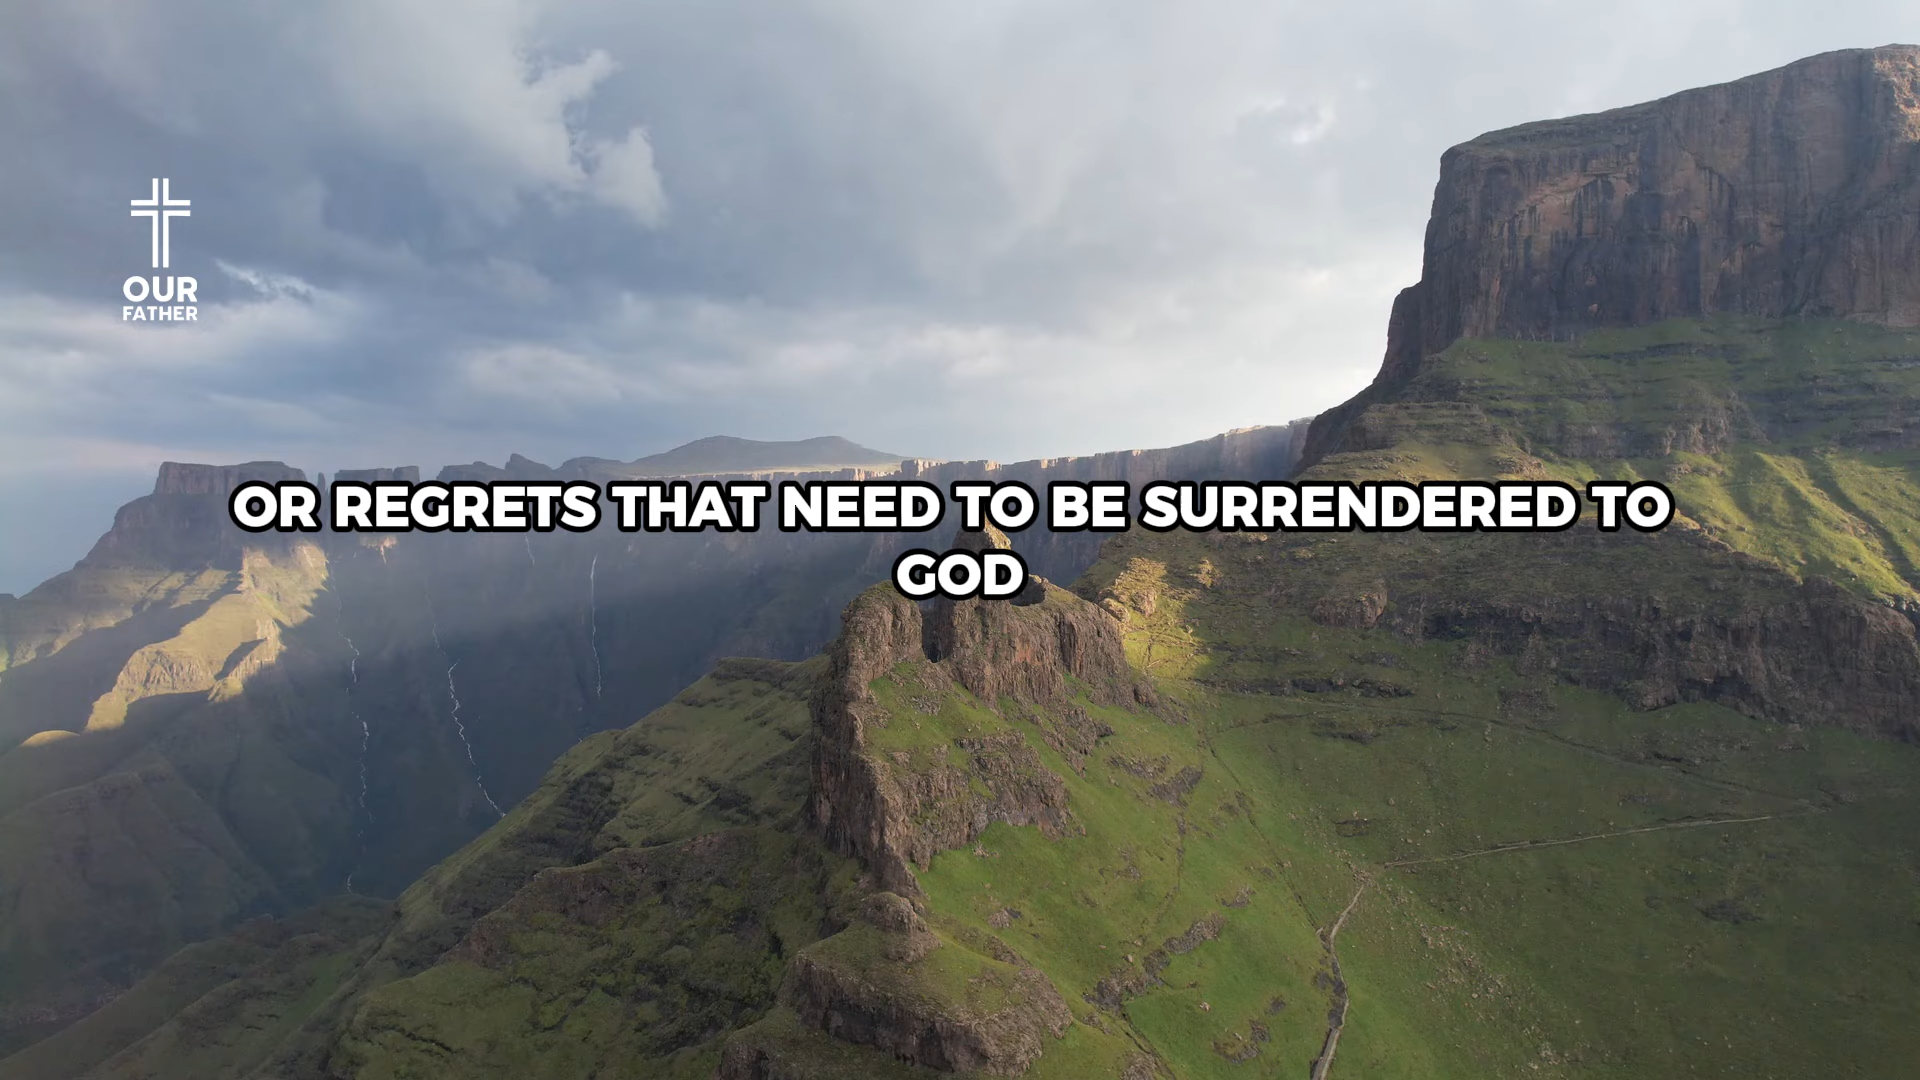 OUR
FATHER
OR REGRETS THAT NEED TO BE SURRENDERED TO
GOD